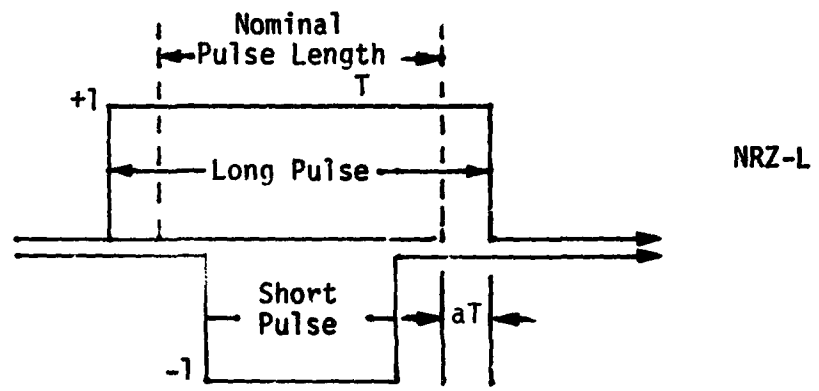 Nominal
Pulse Length
T
+1
Long Pulse
NRZ-L
Short
Pulse
aT
-1